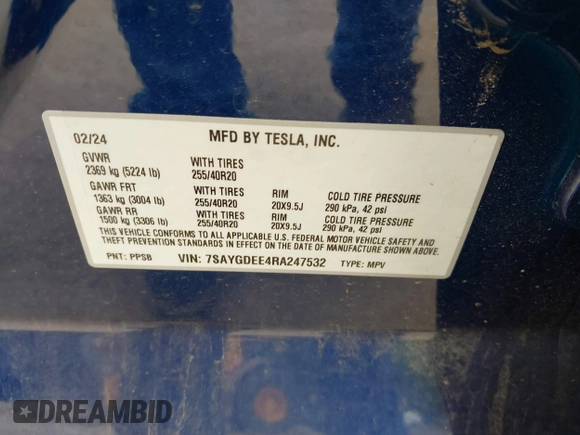 02/24 MFD BY TESLA, INC.
GVWR WITH TIRES
2369 kg (5224 lb) 255/40R20
GAWR FRT WITH TIRES RIM COLD TIRE PRESSURE
1363 kg (3004 lb) 255/40R20 20X9.5J 290 kPa, 42 psi
GAWR RR WITH TIRES RIM COLD TIRE PRESSURE
1500 kg (3306 lb) 255/40R20 20X9.5J 290 kPa, 42 psi
THIS VEHICLE CONFORMS TO ALL APPLICABLE U.S. FEDERAL MOTOR VEHICLE SAFETY AND
THEFT PREVENTION STANDARDS IN EFFECT ON THE DATE OF MANUFACTURE SHOWN ABOVE.
PNT: PPSB VIN: 7SAYGDEE4RA247532 TYPE: MPV
DREAMBID